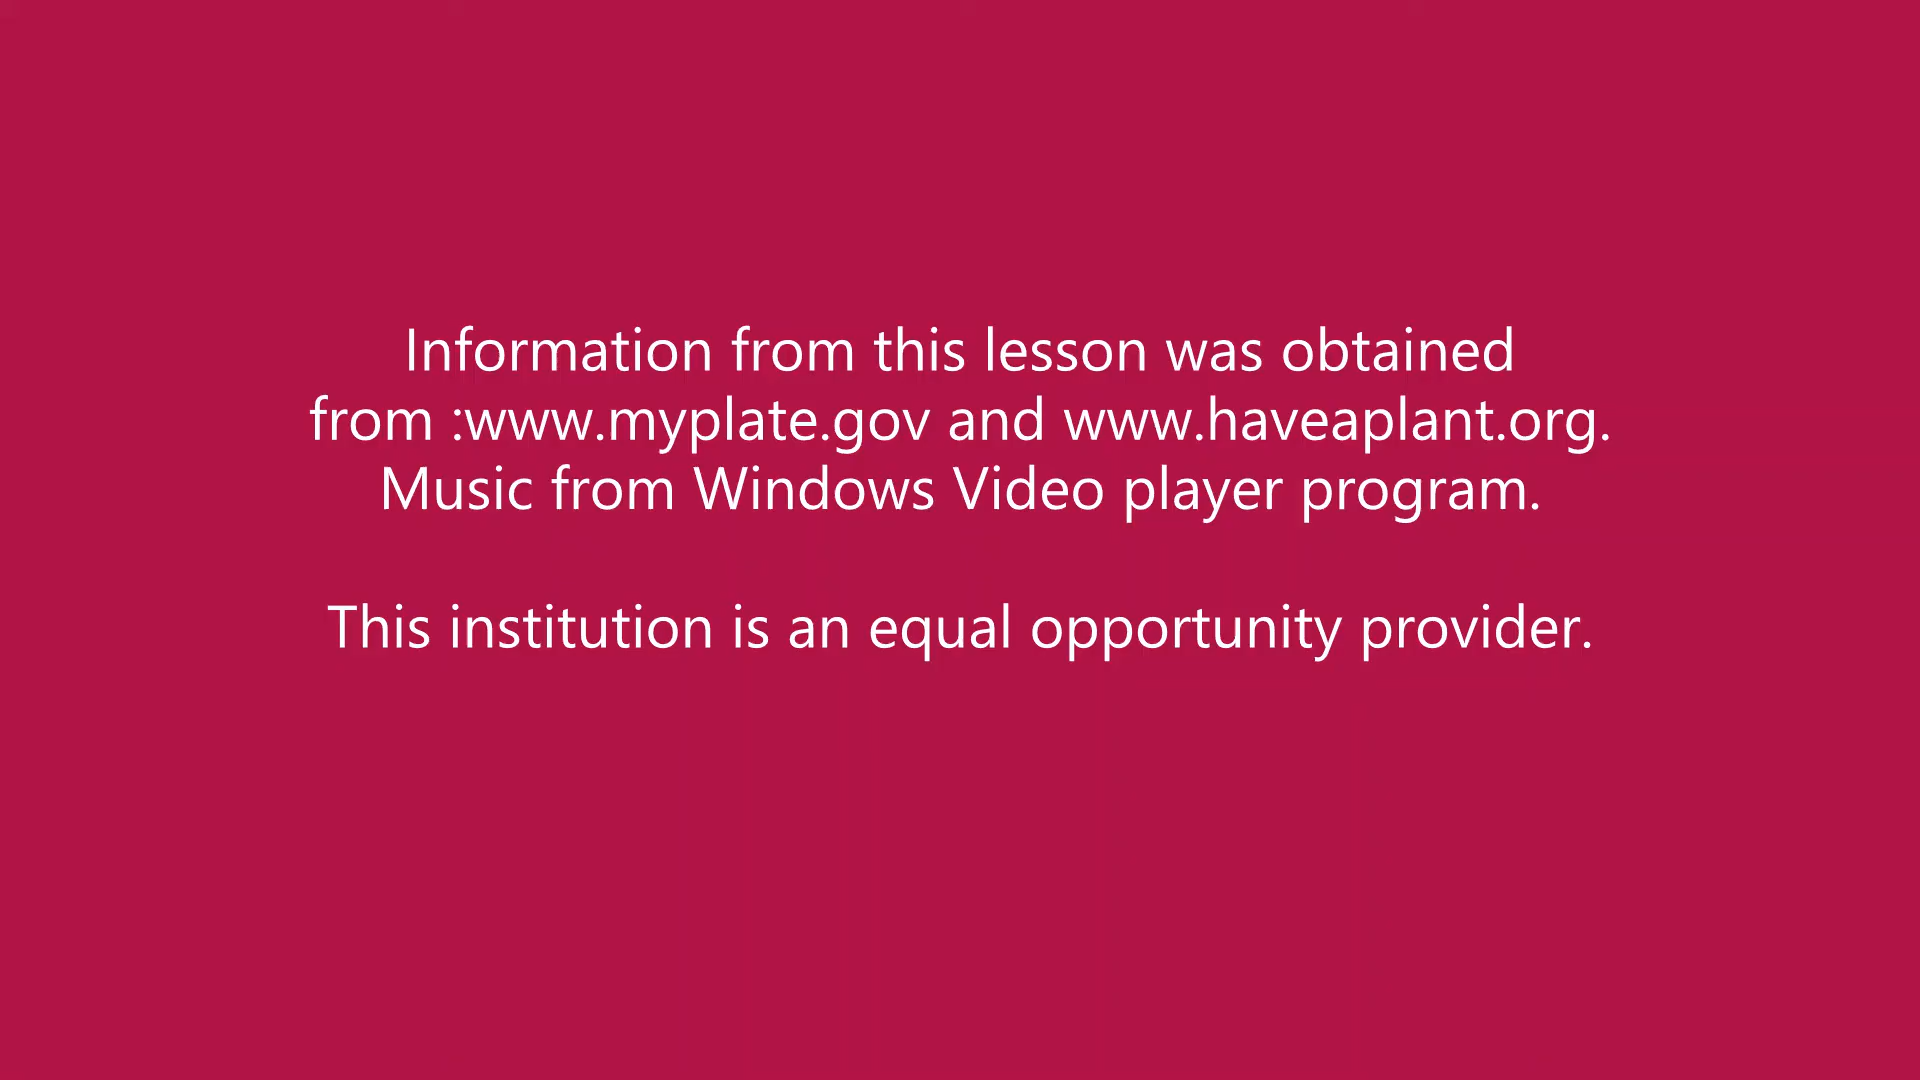 Information from this lesson was obtained
from :www.myplate.gov and www.haveaplant.org.
Music from Windows Video player program.
This institution is an equal opportunity provider.